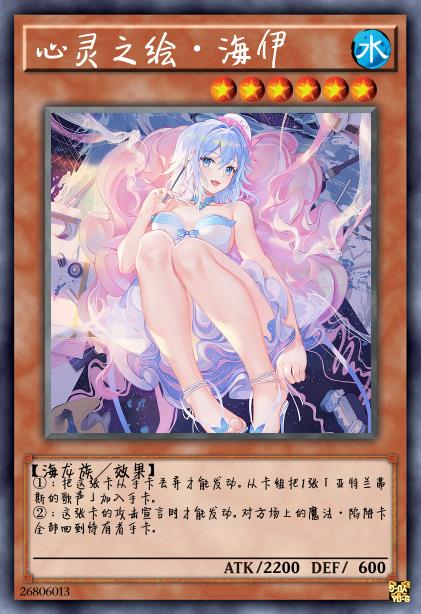 心灵之绘・海伊
水
【海龙族／效果】
①：把这张卡从手卡丢弃才能发动。从卡组把1张「亚特兰蒂
斯的歌声」加入手卡。
②：这张卡的攻击宣言时才能发动。对方场上的魔法・陷阱卡
全部回到持有者手卡。
ATK/2200 DEF/ 600
26806013